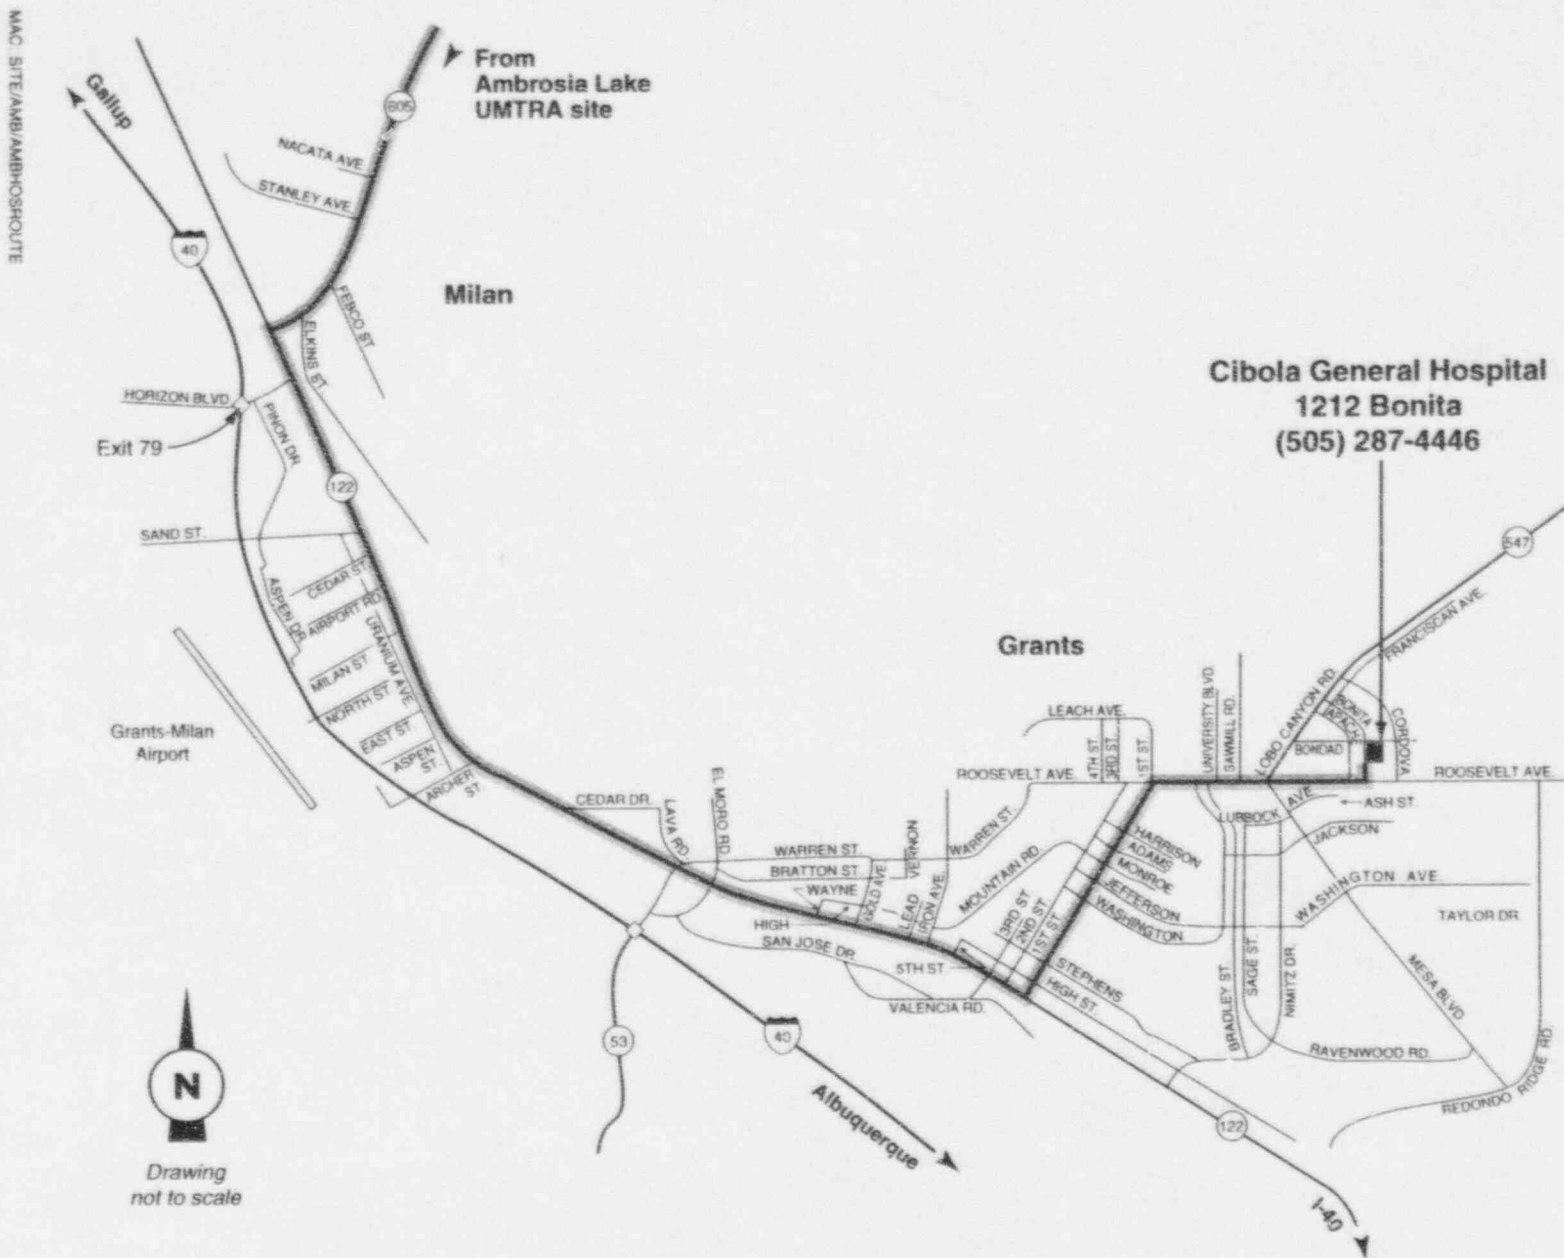 MAC: SITE/AMB/AMBHOSROUTE
Gallup
From
Ambrosia Lake
UMTRA site
605
NACATA AVE.
STANLEY AVE.
40
Milan
FEBCO ST.
ELKINS ST.
HORIZON BLVD.
Exit 79
PINON DR.
122
SAND ST.
CEDAR ST.
ASPEN DR.
AIRPORT RD.
URANIUM AVE.
MILAN ST.
NORTH ST.
EAST ST.
ASPEN
ST.
ARCHER
ST.
Grants-Milan
Airport
Cibola General Hospital
1212 Bonita
(505) 287-4446
547
FRANCISCAN AVE.
Grants
LOBO CANYON RD.
BONITA
CORDOVA
BONDAD
UNIVERSITY BLVD.
SAWMILL RD.
LEACH AVE.
4TH ST.
3RD ST.
1ST ST.
ROOSEVELT AVE.
ROOSEVELT AVE.
LUBBOCK AVE.
ASH ST.
JACKSON
CEDAR DR.
LAVA RD.
EL MORO RD.
WARREN ST.
WARREN ST.
BRATTON ST.
VERNON
WAYNE
GOLD AVE.
LEAD
IRON AVE.
MOUNTAIN RD.
HARRISON
ADAMS
MONROE
JEFFERSON
WASHINGTON
WASHINGTON AVE.
TAYLOR DR.
HIGH
SAN JOSE DR.
5TH ST.
3RD ST.
2ND ST.
1ST ST.
STEPHENS
HIGH ST.
VALENCIA RD.
BRADLEY ST.
SAGE ST.
NIMITZ DR.
MESA BLVD.
RAVENWOOD RD.
REDONDO RIDGE RD.
53
40
Albuquerque
122
I-40
N
Drawing
not to scale